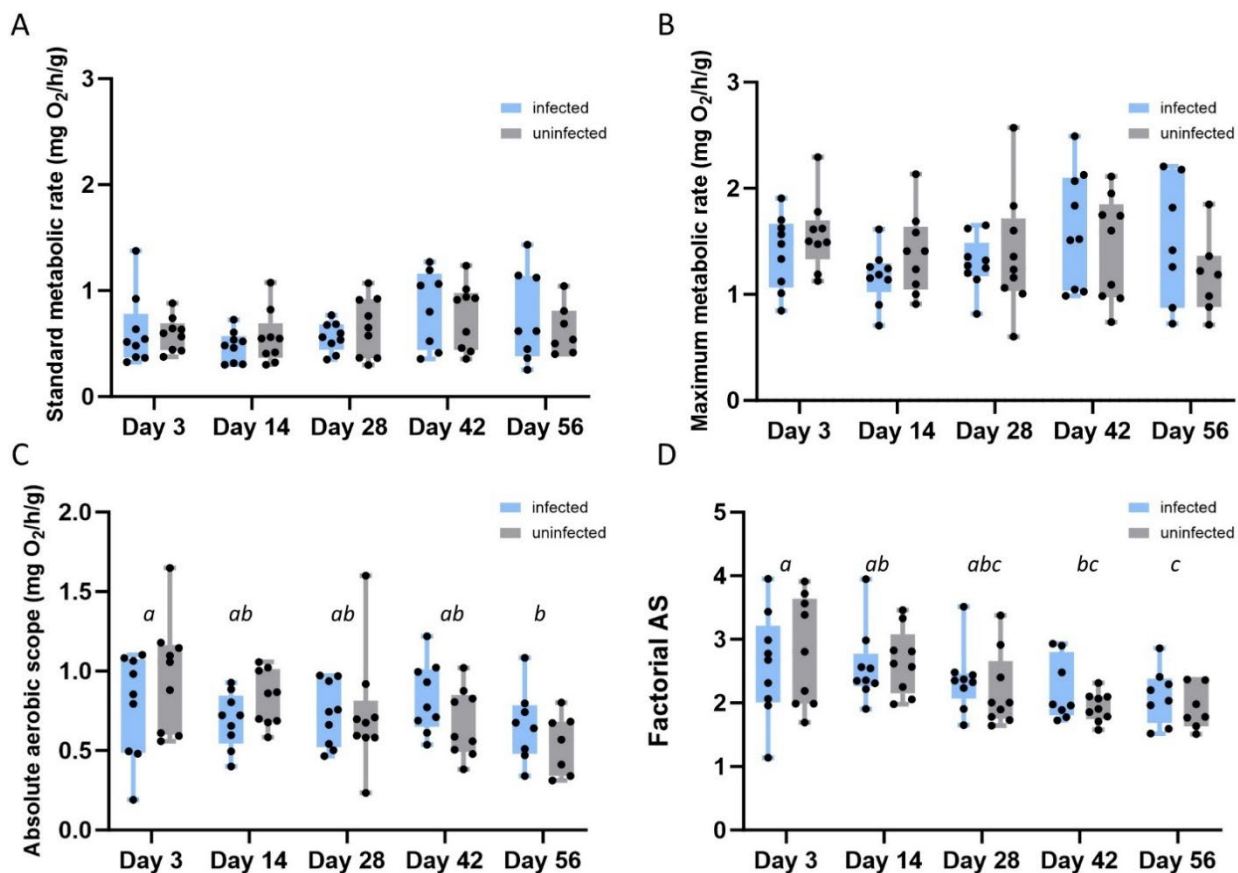 A
Standard metabolic rate (mg O₂/h/g)
3
2
1
0
infected
uninfected
Day 3 Day 14 Day 28 Day 42 Day 56
B
Maximum metabolic rate (mg O₂/h/g)
3
2
1
0
infected
uninfected
Day 3 Day 14 Day 28 Day 42 Day 56
C
Absolute aerobic scope (mg O₂/h/g)
2.0
1.5
1.0
0.5
0.0
infected
uninfected
a ab ab ab b
Day 3 Day 14 Day 28 Day 42 Day 56
D
Factorial AS
5
4
3
2
1
0
infected
uninfected
a ab abc bc c
Day 3 Day 14 Day 28 Day 42 Day 56